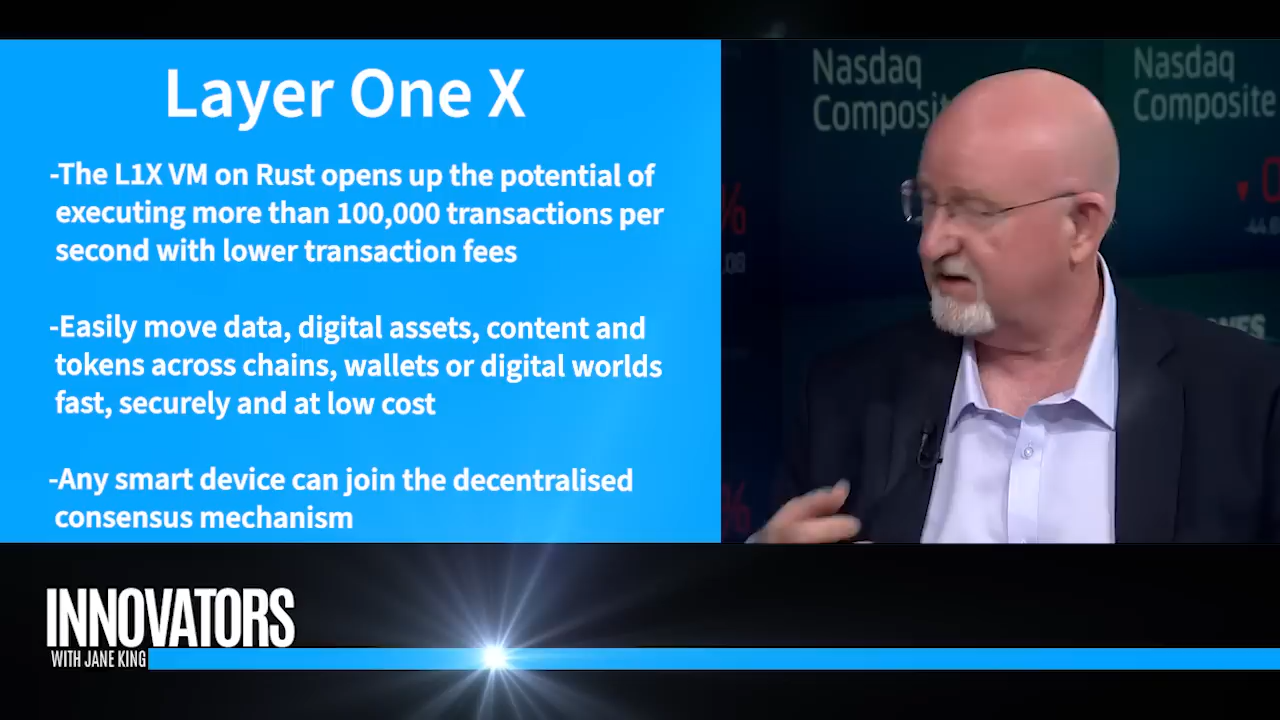 Layer One X
-The L1X VM on Rust opens up the potential of
executing more than 100,000 transactions per
second with lower transaction fees
-Easily move data, digital assets, content and
tokens across chains, wallets or digital worlds
fast, securely and at low cost
-Any smart device can join the decentralised
consensus mechanism
Nasdaq
Composite
Nasdaq
Composite
INNOVATORS
WITH JANE KING